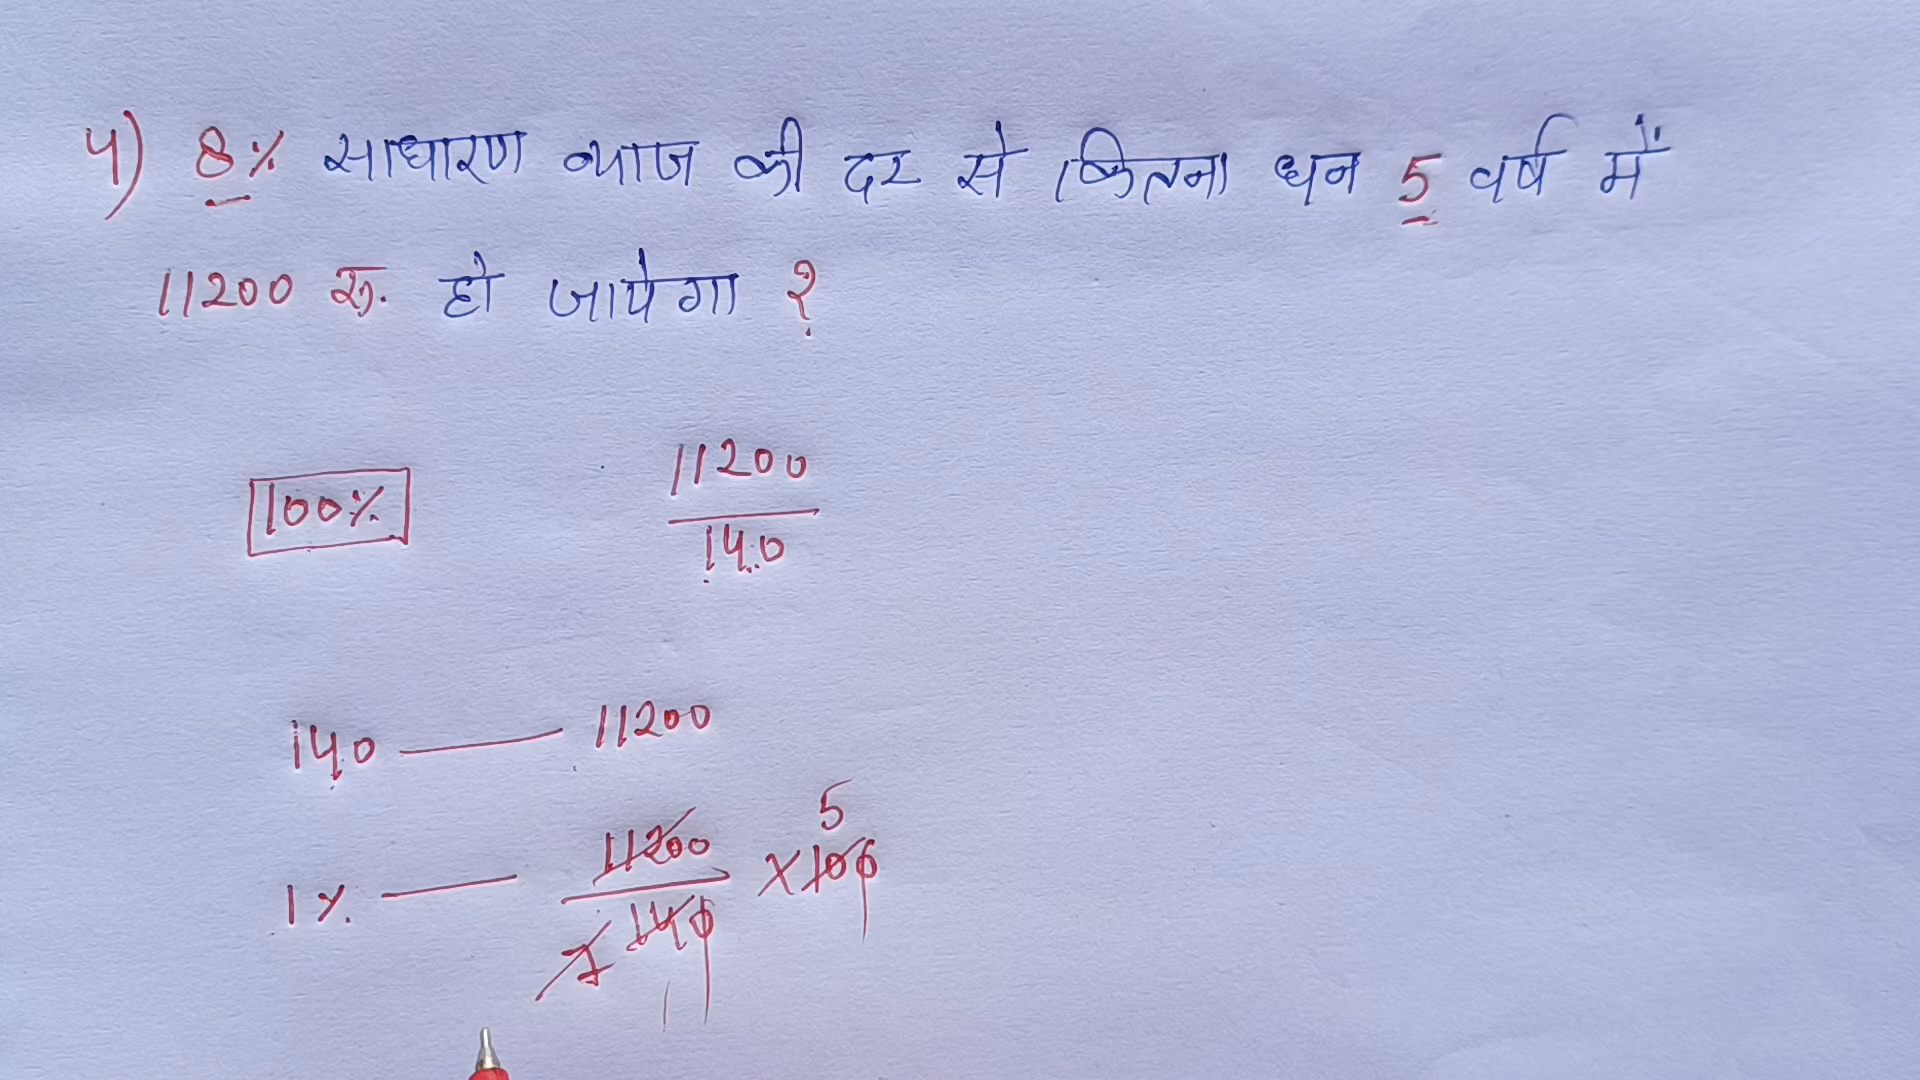 4) 8% साधारण ब्याज की दर से कितना धन 5 वर्ष में
11200 रु. हो जायेगा ?
100%
11200
140
140 — 11200
5
1% — 11200 × 100
7 140